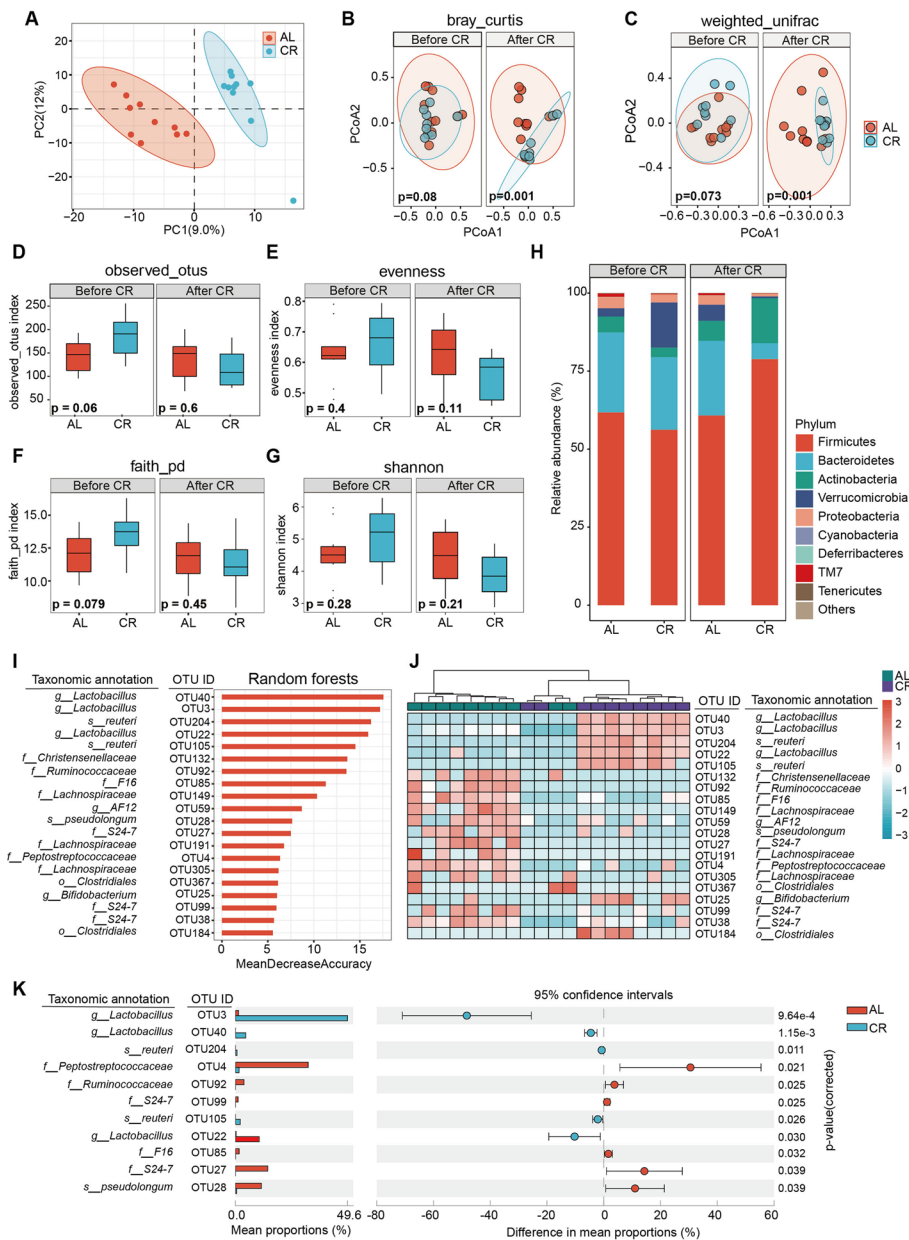 A
AL
CR
20
10
0
−10
−20
PC2(12%)
−20
−10
0
10
PC1(9.0%)
B
bray_curtis
Before CR
After CR
0.5
0.0
−0.5
PCoA2
p=0.08
p=0.001
−0.5
0.0
0.5
−0.5
0.0
0.5
PCoA1
C
weighted_unifrac
Before CR
After CR
0.4
0.0
−0.4
PCoA2
p=0.073
p=0.001
−0.6
−0.3
0.0
0.3
−0.6
−0.3
0.0
0.3
PCoA1
AL
CR
D
observed_otus
Before CR
After CR
250
200
150
100
50
observed_otus index
p = 0.06
p = 0.6
AL
CR
AL
CR
E
evenness
Before CR
After CR
0.8
0.7
0.6
0.5
evenness index
p = 0.4
p = 0.11
AL
CR
AL
CR
F
faith_pd
Before CR
After CR
15.0
12.5
10.0
faith_pd index
p = 0.079
p = 0.45
AL
CR
AL
CR
G
shannon
Before CR
After CR
6
5
4
3
shannon index
p = 0.28
p = 0.21
AL
CR
AL
CR
H
Before CR
After CR
100
75
50
25
0
Relative abundance (%)
AL
CR
AL
CR
Phylum
Firmicutes
Bacteroidetes
Actinobacteria
Verrucomicrobia
Proteobacteria
Cyanobacteria
Deferribacteres
TM7
Tenericutes
Others
I
Taxonomic annotation OTU ID Random forests
g__Lactobacillus OTU40
g__Lactobacillus OTU3
s__reuteri OTU204
g__Lactobacillus OTU22
s__reuteri OTU105
f__Christensenellaceae OTU132
f__Ruminococcaceae OTU92
f__F16 OTU85
f__Lachnospiraceae OTU149
g__AF12 OTU59
s__pseudolongum OTU28
f__S24-7 OTU27
f__Lachnospiraceae OTU191
f__Peptostreptococcaceae OTU4
f__Lachnospiraceae OTU305
o__Clostridiales OTU367
g__Bifidobacterium OTU25
f__S24-7 OTU99
f__S24-7 OTU38
o__Clostridiales OTU184
0 5 10 15
MeanDecreaseAccuracy
J
OTU ID Taxonomic annotation
OTU40 g__Lactobacillus
OTU3 g__Lactobacillus
OTU204 s__reuteri
OTU22 g__Lactobacillus
OTU105 s__reuteri
OTU132 f__Christensenellaceae
OTU92 f__Ruminococcaceae
OTU85 f__F16
OTU149 f__Lachnospiraceae
OTU59 g__AF12
OTU28 s__pseudolongum
OTU27 f__S24-7
OTU191 f__Lachnospiraceae
OTU4 f__Peptostreptococcaceae
OTU305 f__Lachnospiraceae
OTU367 o__Clostridiales
OTU25 g__Bifidobacterium
OTU99 f__S24-7
OTU38 f__S24-7
OTU184 o__Clostridiales
AL
CR
3
2
1
0
−1
−2
−3
K
Taxonomic annotation OTU ID 95% confidence intervals
g__Lactobacillus OTU3 9.64e-4
g__Lactobacillus OTU40 1.15e-3
s__reuteri OTU204 0.011
f__Peptostreptococcaceae OTU4 0.021
f__Ruminococcaceae OTU92 0.025
f__S24-7 OTU99 0.025
s__reuteri OTU105 0.026
g__Lactobacillus OTU22 0.030
f__F16 OTU85 0.032
f__S24-7 OTU27 0.039
s__pseudolongum OTU28 0.039
p-value(corrected)
AL
CR
0.0 49.6
Mean proportions (%)
−80 −60 −40 −20 0 20 40 60
Difference in mean proportions (%)